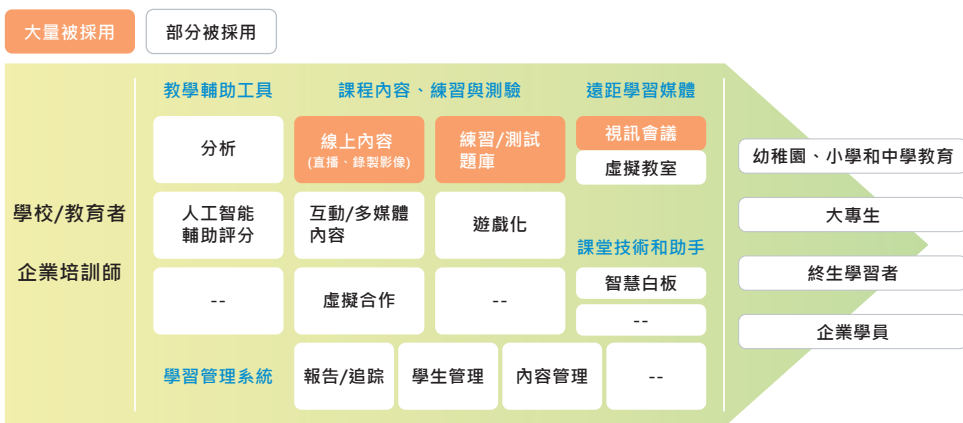 大量被採用
部分被採用
教學輔助工具
課程內容、練習與測驗
遠距學習媒體
分析
線上內容
(直播、錄製影像)
練習/測試
題庫
視訊會議
虛擬教室
幼稚園、小學和中學教育
學校/教育者
企業培訓師
人工智能
輔助評分
互動/多媒體
內容
遊戲化
大專生
課堂技術和助手
--
虛擬合作
--
智慧白板
--
終生學習者
企業學員
學習管理系統
報告/追踪
學生管理
內容管理
--